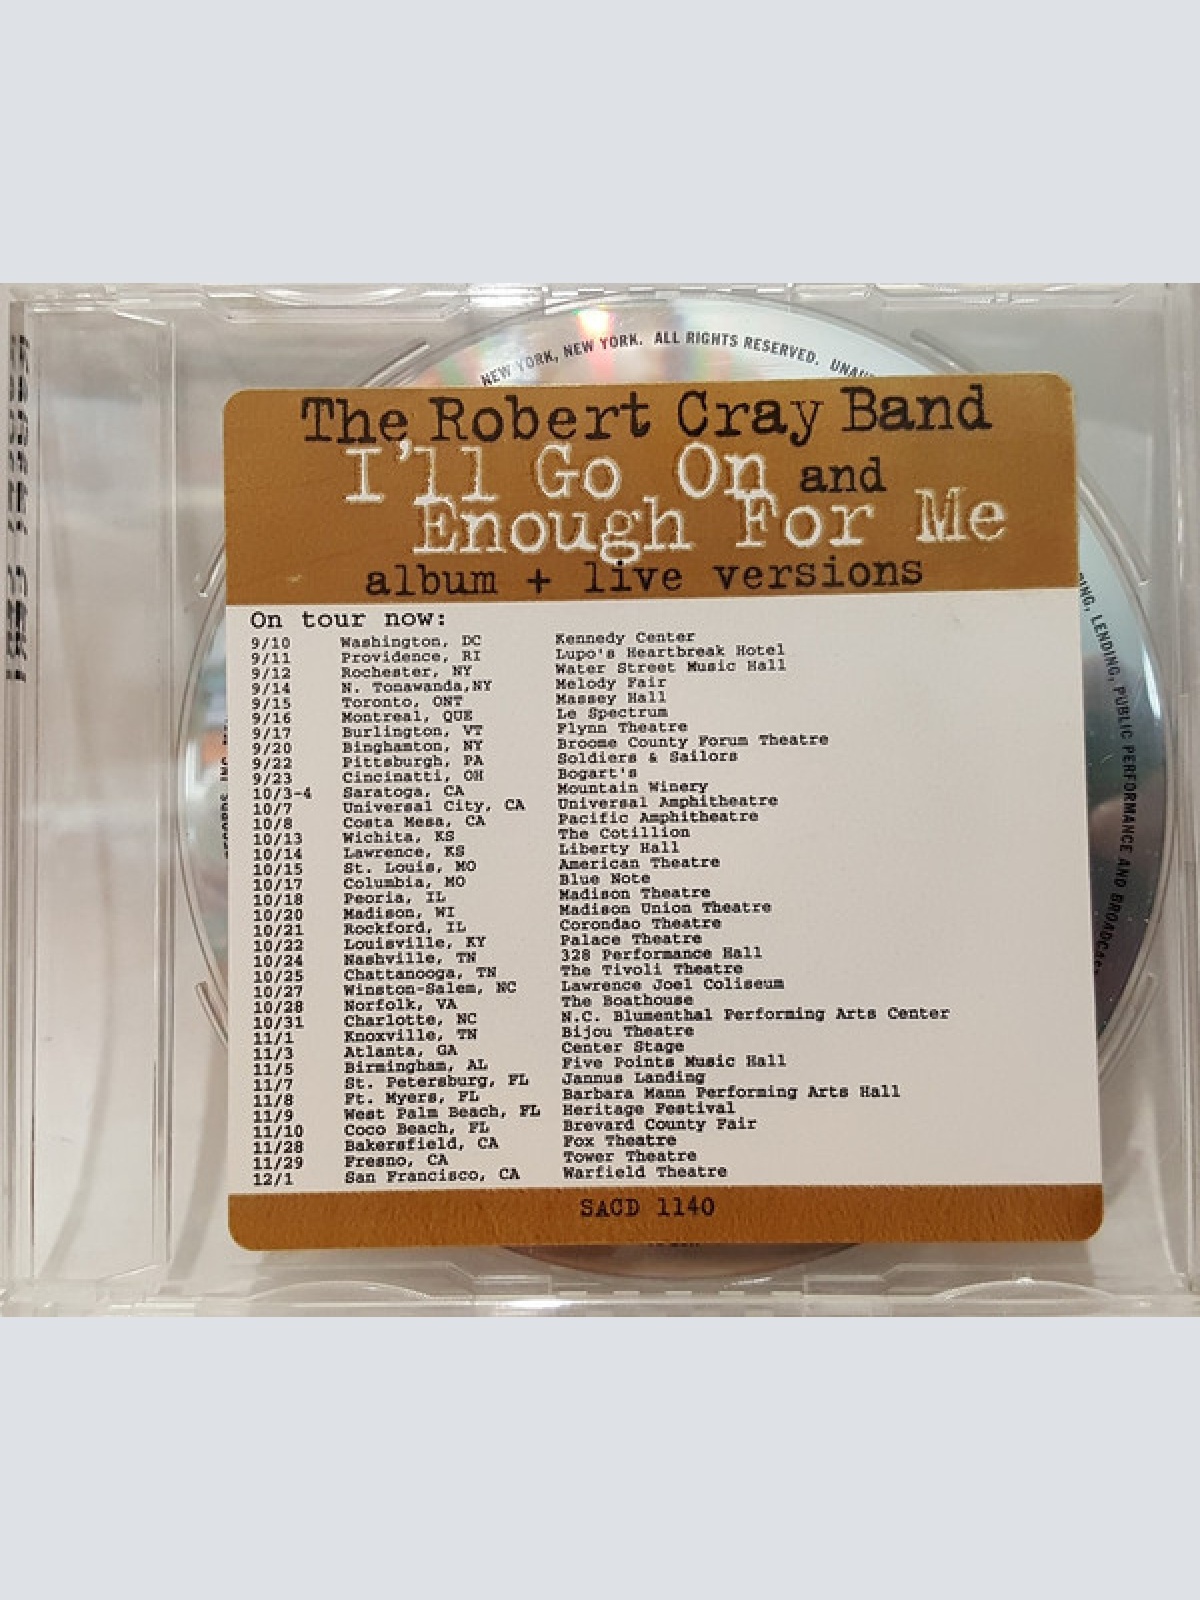 NEW YORK, NEW YORK. ALL RIGHTS RESERVED.
The Robert Cray Band
I'll Go On and
Enough For Me
album + live versions
On tour now:
9/10 Washington, DC Kennedy Center
9/11 Providence, RI Lupo's Heartbreak Hotel
9/12 Rochester, NY Water Street Music Hall
9/14 N. Tonawanda,NY Melody Fair
9/15 Toronto, ONT Massey Hall
9/16 Montreal, QUE Le Spectrum
9/17 Burlington, VT Flynn Theatre
9/20 Binghamton, NY Broome County Forum Theatre
9/22 Pittsburgh, PA Soldiers & Sailors
9/23 Cincinatti, OH Bogart's
10/3-4 Saratoga, CA Mountain Winery
10/7 Universal City, CA Universal Amphitheatre
10/8 Costa Mesa, CA Pacific Amphitheatre
10/13 Wichita, KS The Cotillion
10/14 Lawrence, KS Liberty Hall
10/15 St. Louis, MO American Theatre
10/17 Columbia, MO Blue Note
10/18 Peoria, IL Madison Theatre
10/20 Madison, WI Madison Union Theatre
10/21 Rockford, IL Corondao Theatre
10/22 Louisville, KY Palace Theatre
10/24 Nashville, TN 328 Performance Hall
10/25 Chattanooga, TN The Tivoli Theatre
10/27 Winston-Salem, NC Lawrence Joel Coliseum
10/28 Norfolk, VA The Boathouse
10/31 Charlotte, NC N.C. Blumenthal Performing Arts Center
11/1 Knoxville, TN Bijou Theatre
11/3 Atlanta, GA Center Stage
11/5 Birmingham, AL Five Points Music Hall
11/7 St. Petersburg, FL Jannus Landing
11/8 Ft. Myers, FL Barbara Mann Performing Arts Hall
11/9 West Palm Beach, FL Heritage Festival
11/10 Coco Beach, FL Brevard County Fair
11/28 Bakersfield, CA Fox Theatre
11/29 Fresno, CA Tower Theatre
12/1 San Francisco, CA Warfield Theatre
SACD 1140
LENDING, PUBLIC PERFORMANCE AND